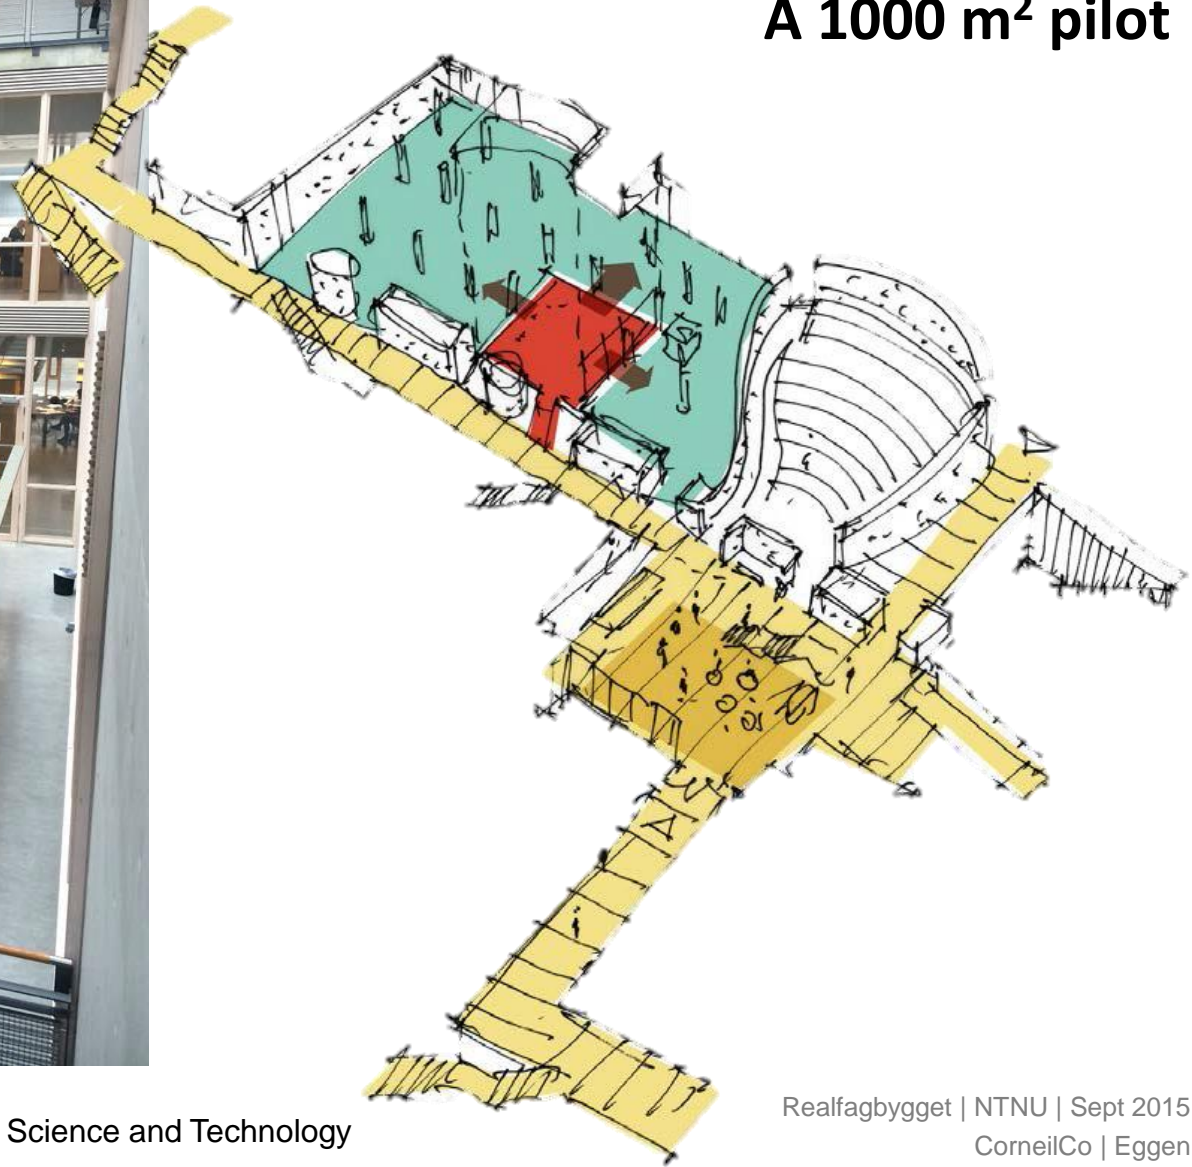 A 1000 m² pilot
Science and Technology
Realfagbygget | NTNU | Sept 2015
CorneilCo | Eggen